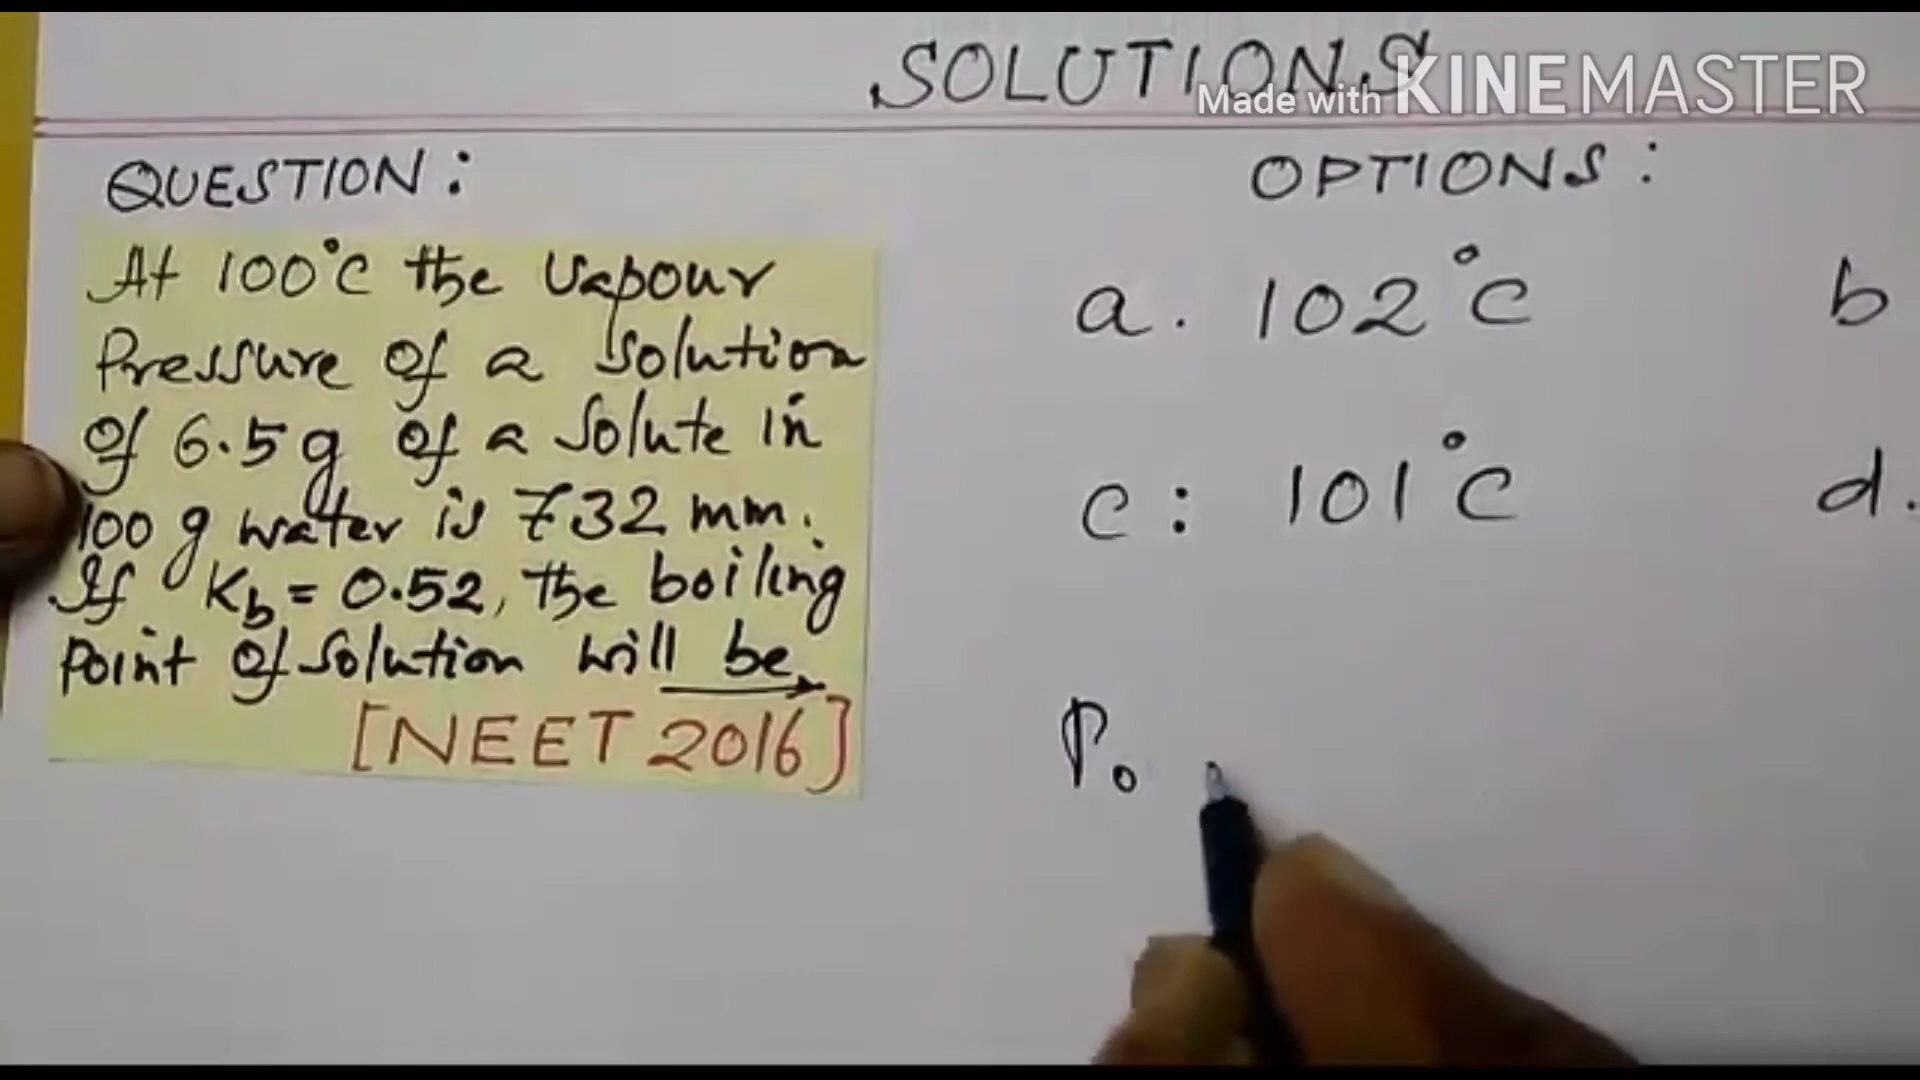 SOLUTIONS
Made with KINEMASTER
QUESTION:
At 100°C the Vapour
Pressure of a Solution
of 6.5 g of a Solute in
100 g water is 732 mm.
If Kb = 0.52, the boiling
Point of Solution will be
[NEET 2016]
OPTIONS:
a. 102°C b
c: 101°C d.
P₀